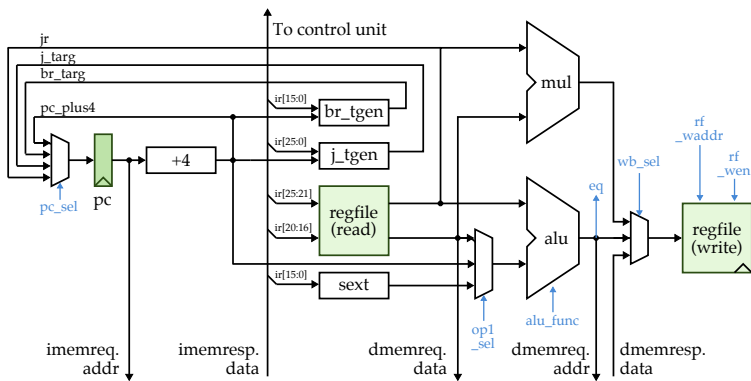 To control unit
jr
j_targ
br_targ
pc_plus4
ir[15:0]
br_tgen
mul
ir[25:0]
j_tgen
+4
pc
pc_sel
ir[25:21]
ir[20:16]
regfile
(read)
ir[15:0]
sext
op1
_sel
alu
alu_func
eq
wb_sel
rf
_waddr
rf
_wen
regfile
(write)
imemreq.
addr
imemresp.
data
dmemreq.
data
dmemreq.
addr
dmemresp.
data